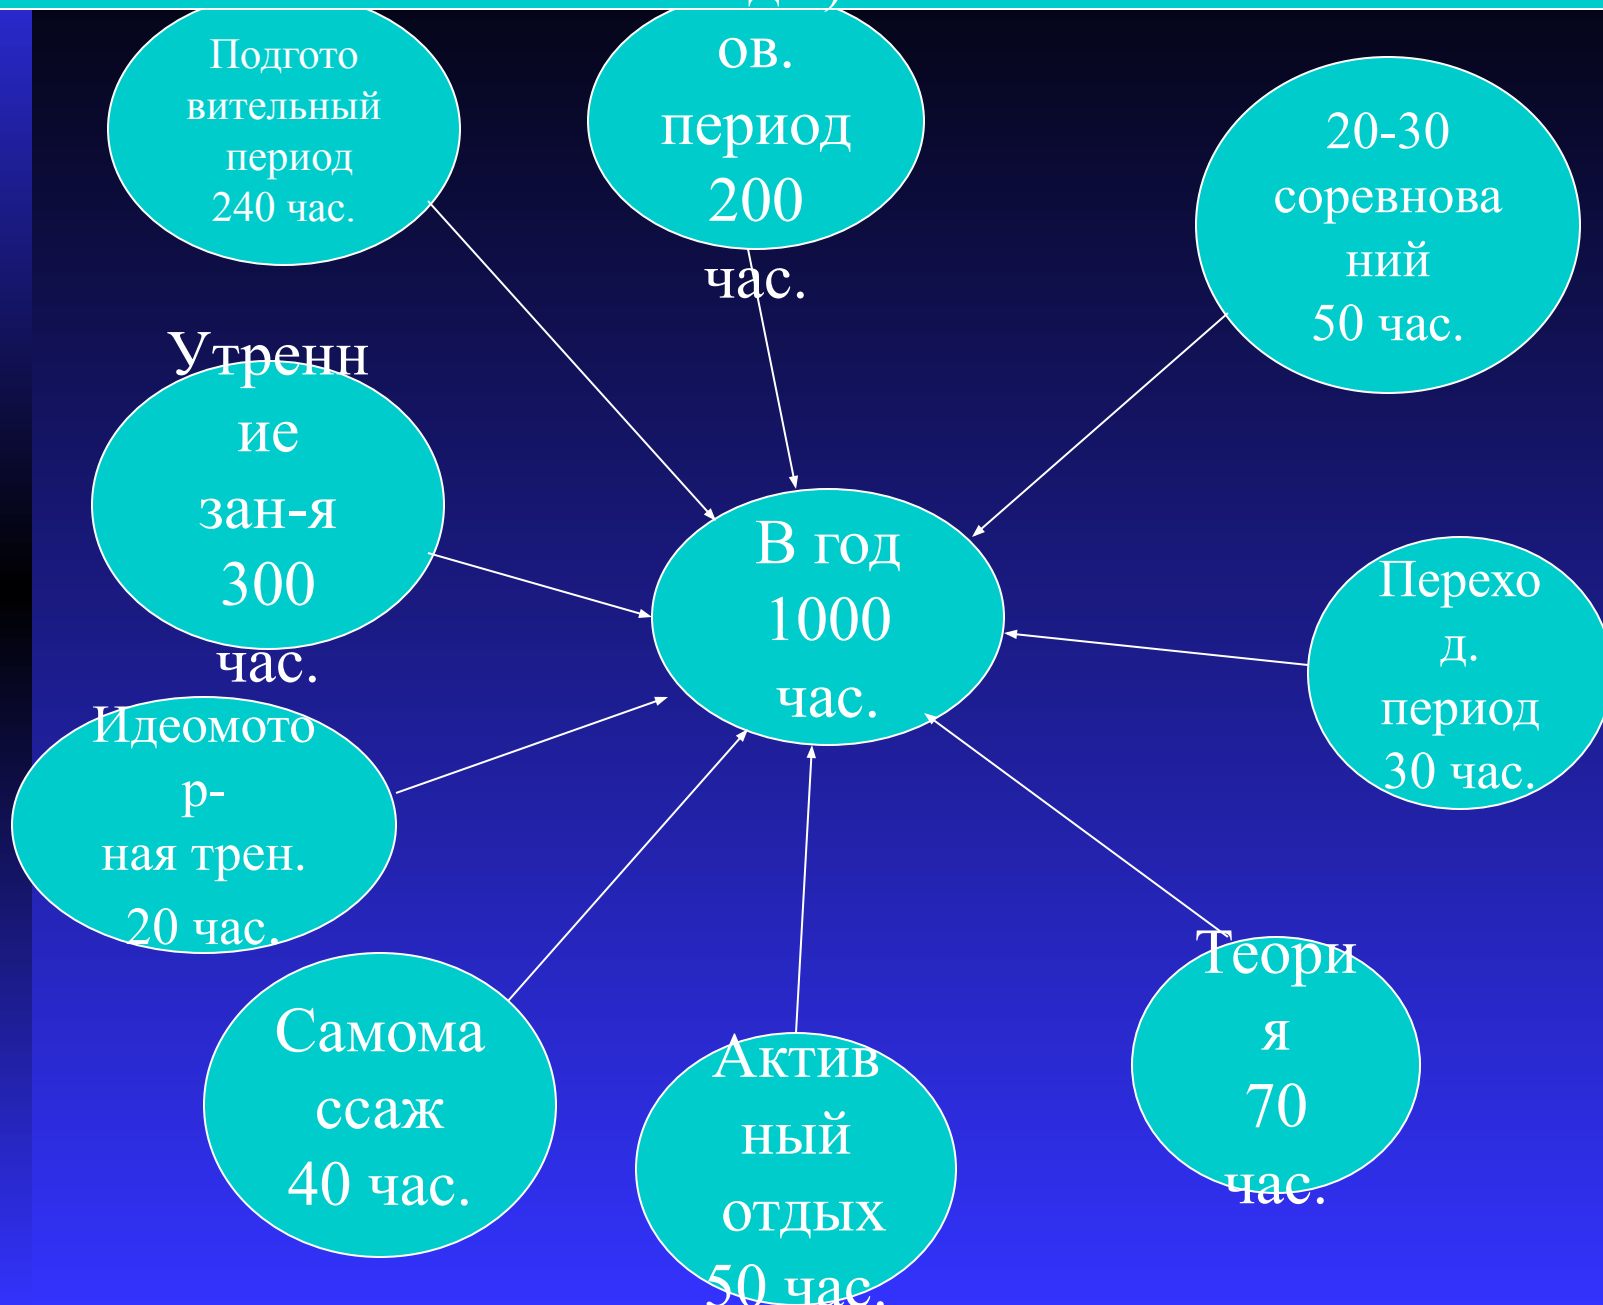 Подгото
вительный
период
240 час.
ов.
период
200
час.
20-30
соревнова
ний
50 час.
Утренн
ие
зан-я
300
час.
В год
1000
час.
Перехо
д.
период
30 час.
Идеомото
р-
ная трен.
20 час.
Самома
ссаж
40 час.
Актив
ный
отдых
50 час.
Теори
я
70
час.